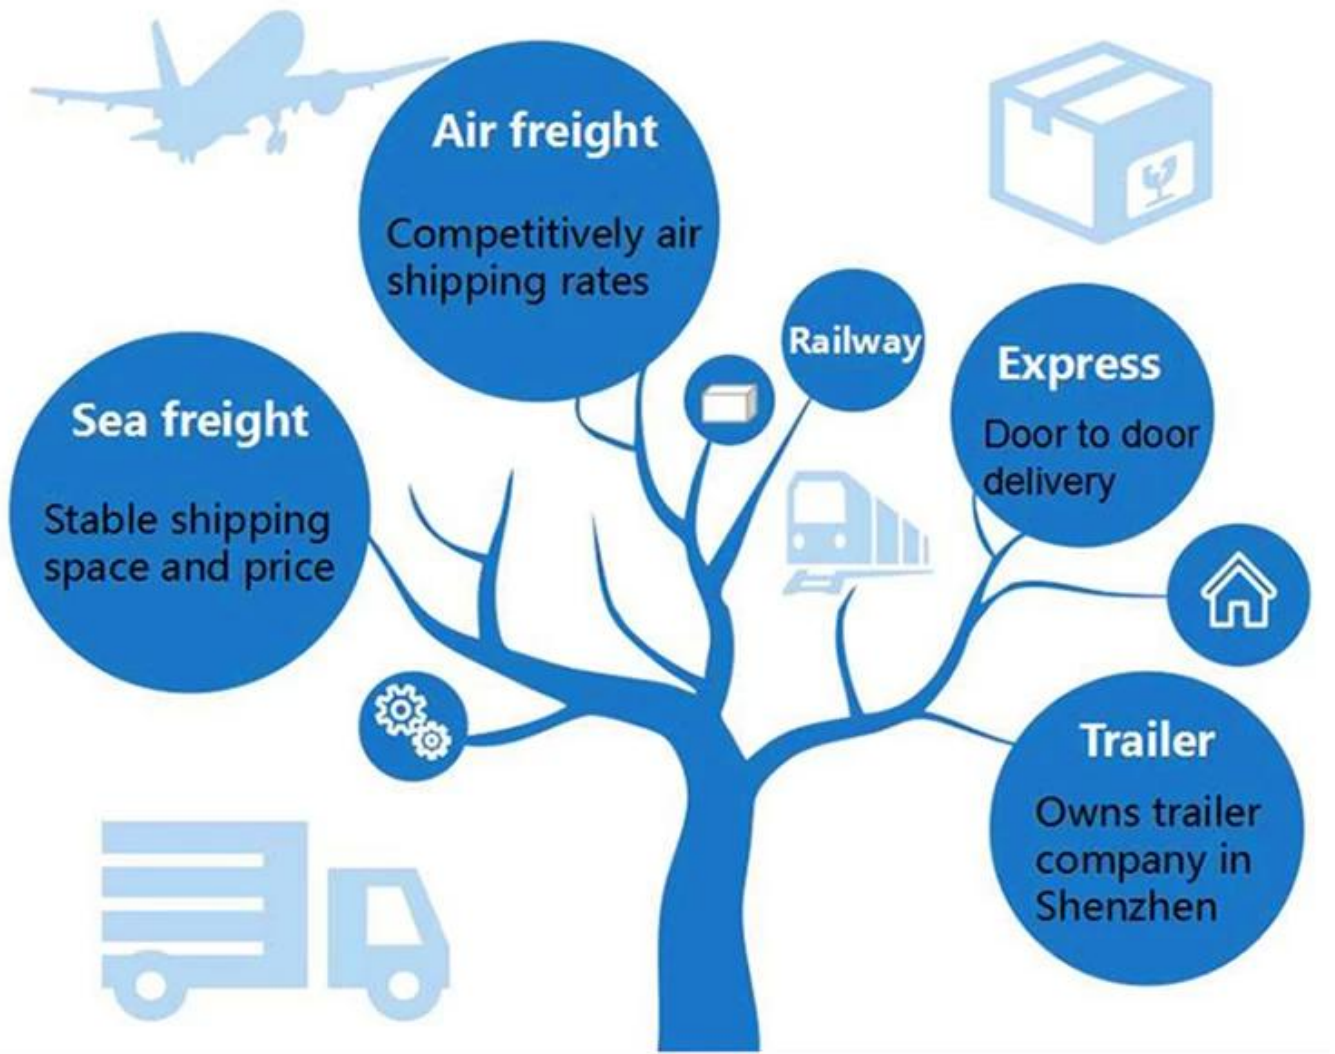 Air freight
Competitively air
shipping rates
Railway
Express
Door to door
delivery
Sea freight
Stable shipping
space and price
Trailer
Owns trailer
company in
Shenzhen